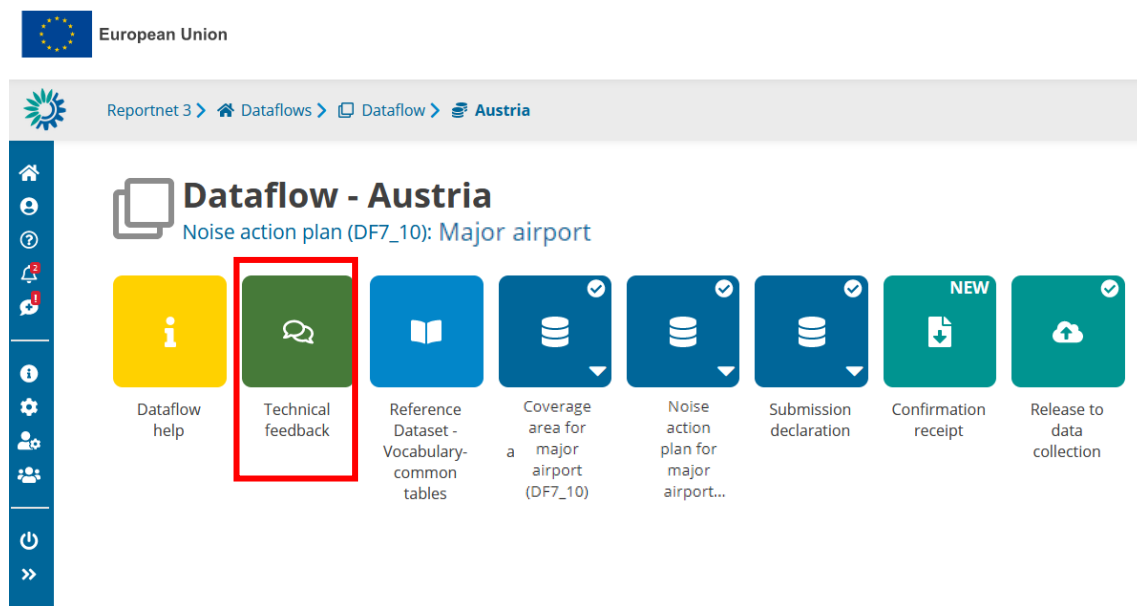 European Union
Reportnet 3 Dataflows Dataflow Austria
2
!
Dataflow - Austria
Noise action plan (DF7_10): Major airport
NEW
Dataflow
help
Technical
feedback
Reference
Dataset -
Vocabulary-
common
tables
Coverage
area for
a major
airport
(DF7_10)
Noise
action
plan for
major
airport...
Submission
declaration
Confirmation
receipt
Release to
data
collection